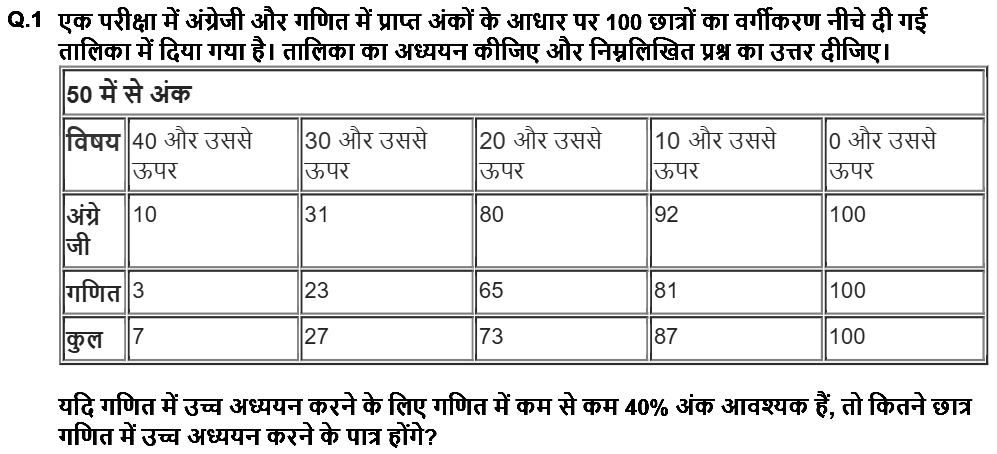 Q.1 एक परीक्षा में अंग्रेजी और गणित में प्राप्त अंकों के आधार पर 100 छात्रों का वर्गीकरण नीचे दी गई
तालिका में दिया गया है। तालिका का अध्ययन कीजिए और निम्नलिखित प्रश्न का उत्तर दीजिए।
50 में से अंक
विषय 40 और उससे ऊपर 30 और उससे ऊपर 20 और उससे ऊपर 10 और उससे ऊपर 0 और उससे ऊपर
अंग्रेजी 10 31 80 92 100
गणित 3 23 65 81 100
कुल 7 27 73 87 100
यदि गणित में उच्च अध्ययन करने के लिए गणित में कम से कम 40% अंक आवश्यक हैं, तो कितने छात्र
गणित में उच्च अध्ययन करने के पात्र होंगे?